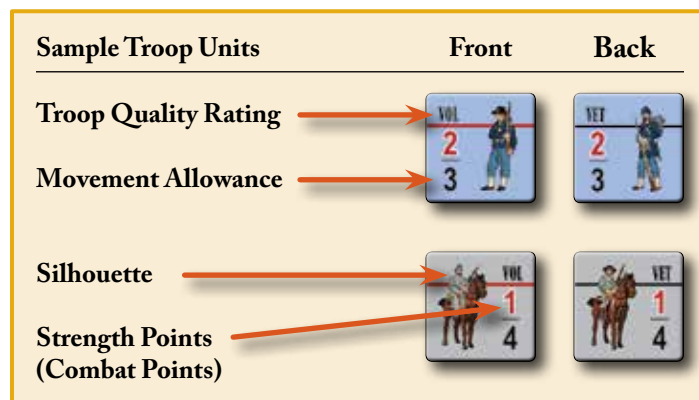 Sample Troop Units Front Back
Troop Quality Rating VOL VET
2 2
Movement Allowance 3 3
Silhouette VOL VET
1 1
Strength Points 4 4
(Combat Points)